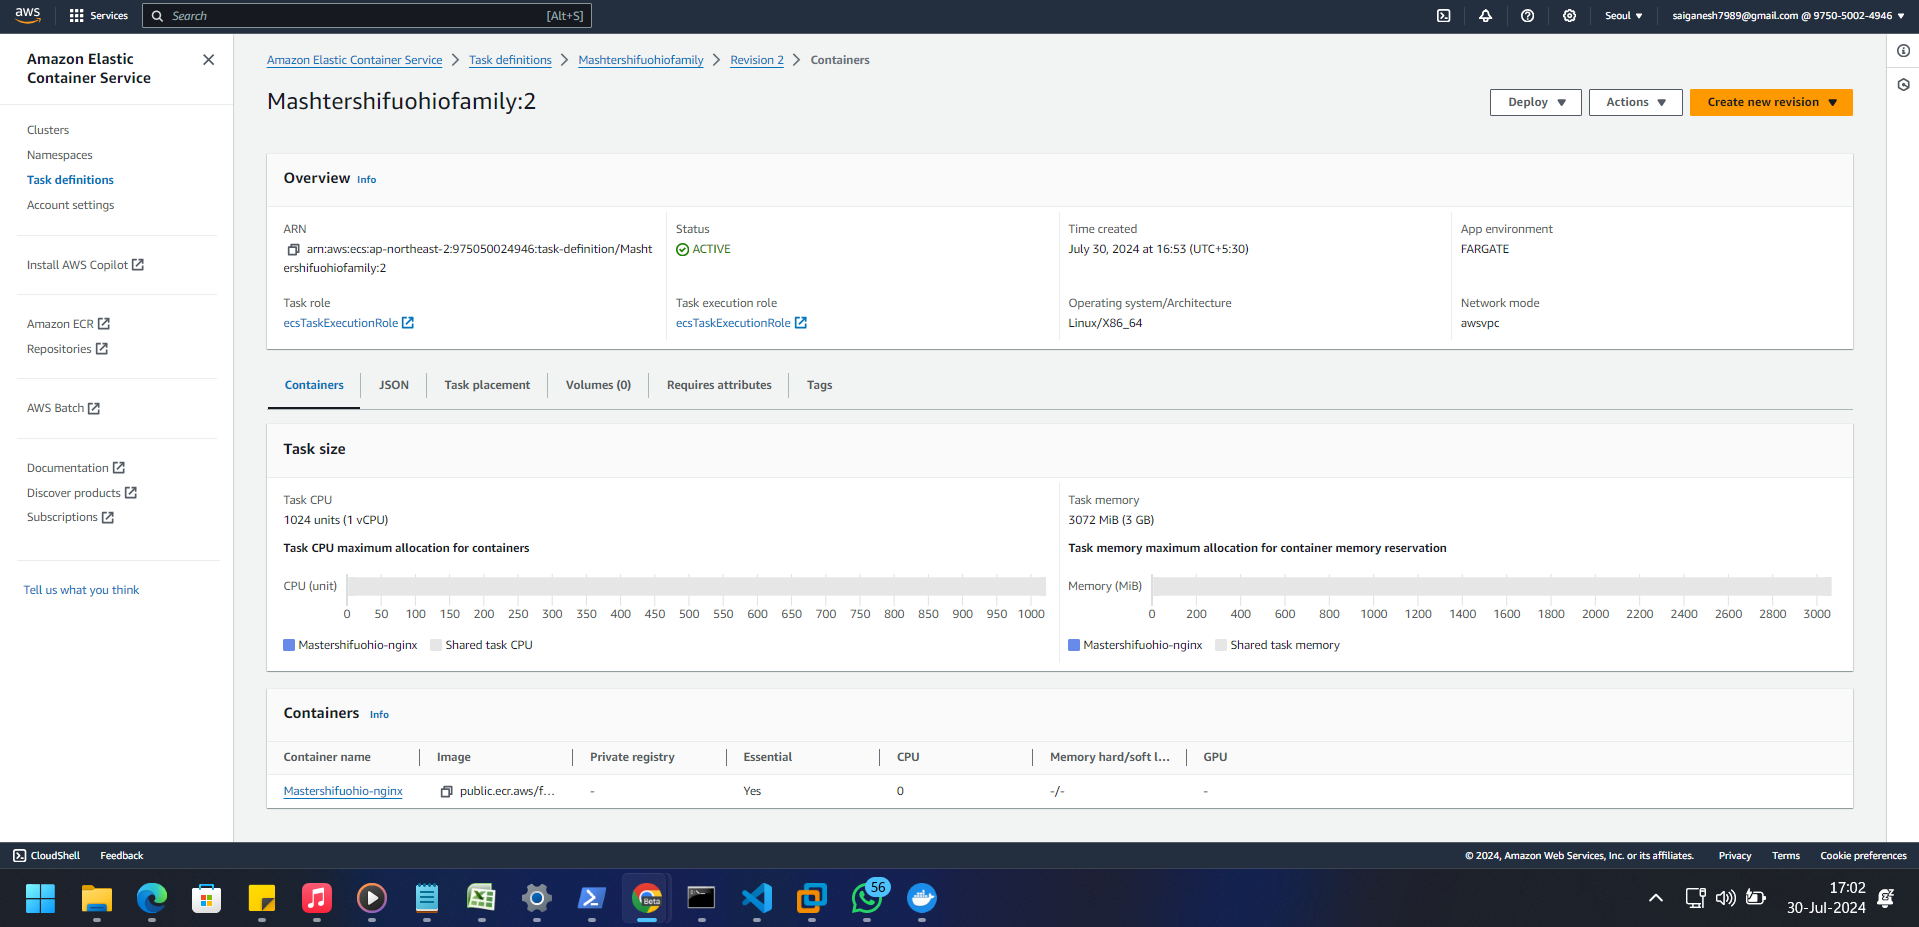 aws
Services
Search
[Alt+S]
Seoul
saiganesh7989@gmail.com @ 9750-5002-4946
Amazon Elastic
Container Service
Clusters
Namespaces
Task definitions
Account settings
Install AWS Copilot
Amazon ECR
Repositories
AWS Batch
Documentation
Discover products
Subscriptions
Tell us what you think
Amazon Elastic Container Service
Task definitions
Mashtershifuohiofamily
Revision 2
Containers
Mashtershifuohiofamily:2
Deploy
Actions
Create new revision
Overview Info
ARN
arn:aws:ecs:ap-northeast-2:975050024946:task-definition/Masht
ershifuohiofamily:2
Status
ACTIVE
Time created
July 30, 2024 at 16:53 (UTC+5:30)
App environment
FARGATE
Task role
ecsTaskExecutionRole
Task execution role
ecsTaskExecutionRole
Operating system/Architecture
Linux/X86_64
Network mode
awsvpc
Containers
JSON
Task placement
Volumes (0)
Requires attributes
Tags
Task size
Task CPU
1024 units (1 vCPU)
Task CPU maximum allocation for containers
CPU (unit)
0 50 100 150 200 250 300 350 400 450 500 550 600 650 700 750 800 850 900 950 1000
Mastershifuohio-nginx
Shared task CPU
Task memory
3072 MiB (3 GB)
Task memory maximum allocation for container memory reservation
Memory (MiB)
0 200 400 600 800 1000 1200 1400 1600 1800 2000 2200 2400 2600 2800 3000
Mastershifuohio-nginx
Shared task memory
Containers Info
Container name
Image
Private registry
Essential
CPU
Memory hard/soft l...
GPU
Mastershifuohio-nginx
public.ecr.aws/f...
-
Yes
0
-/-
-
CloudShell
Feedback
© 2024, Amazon Web Services, Inc. or its affiliates.
Privacy
Terms
Cookie preferences
Beta
56
17:02
30-Jul-2024